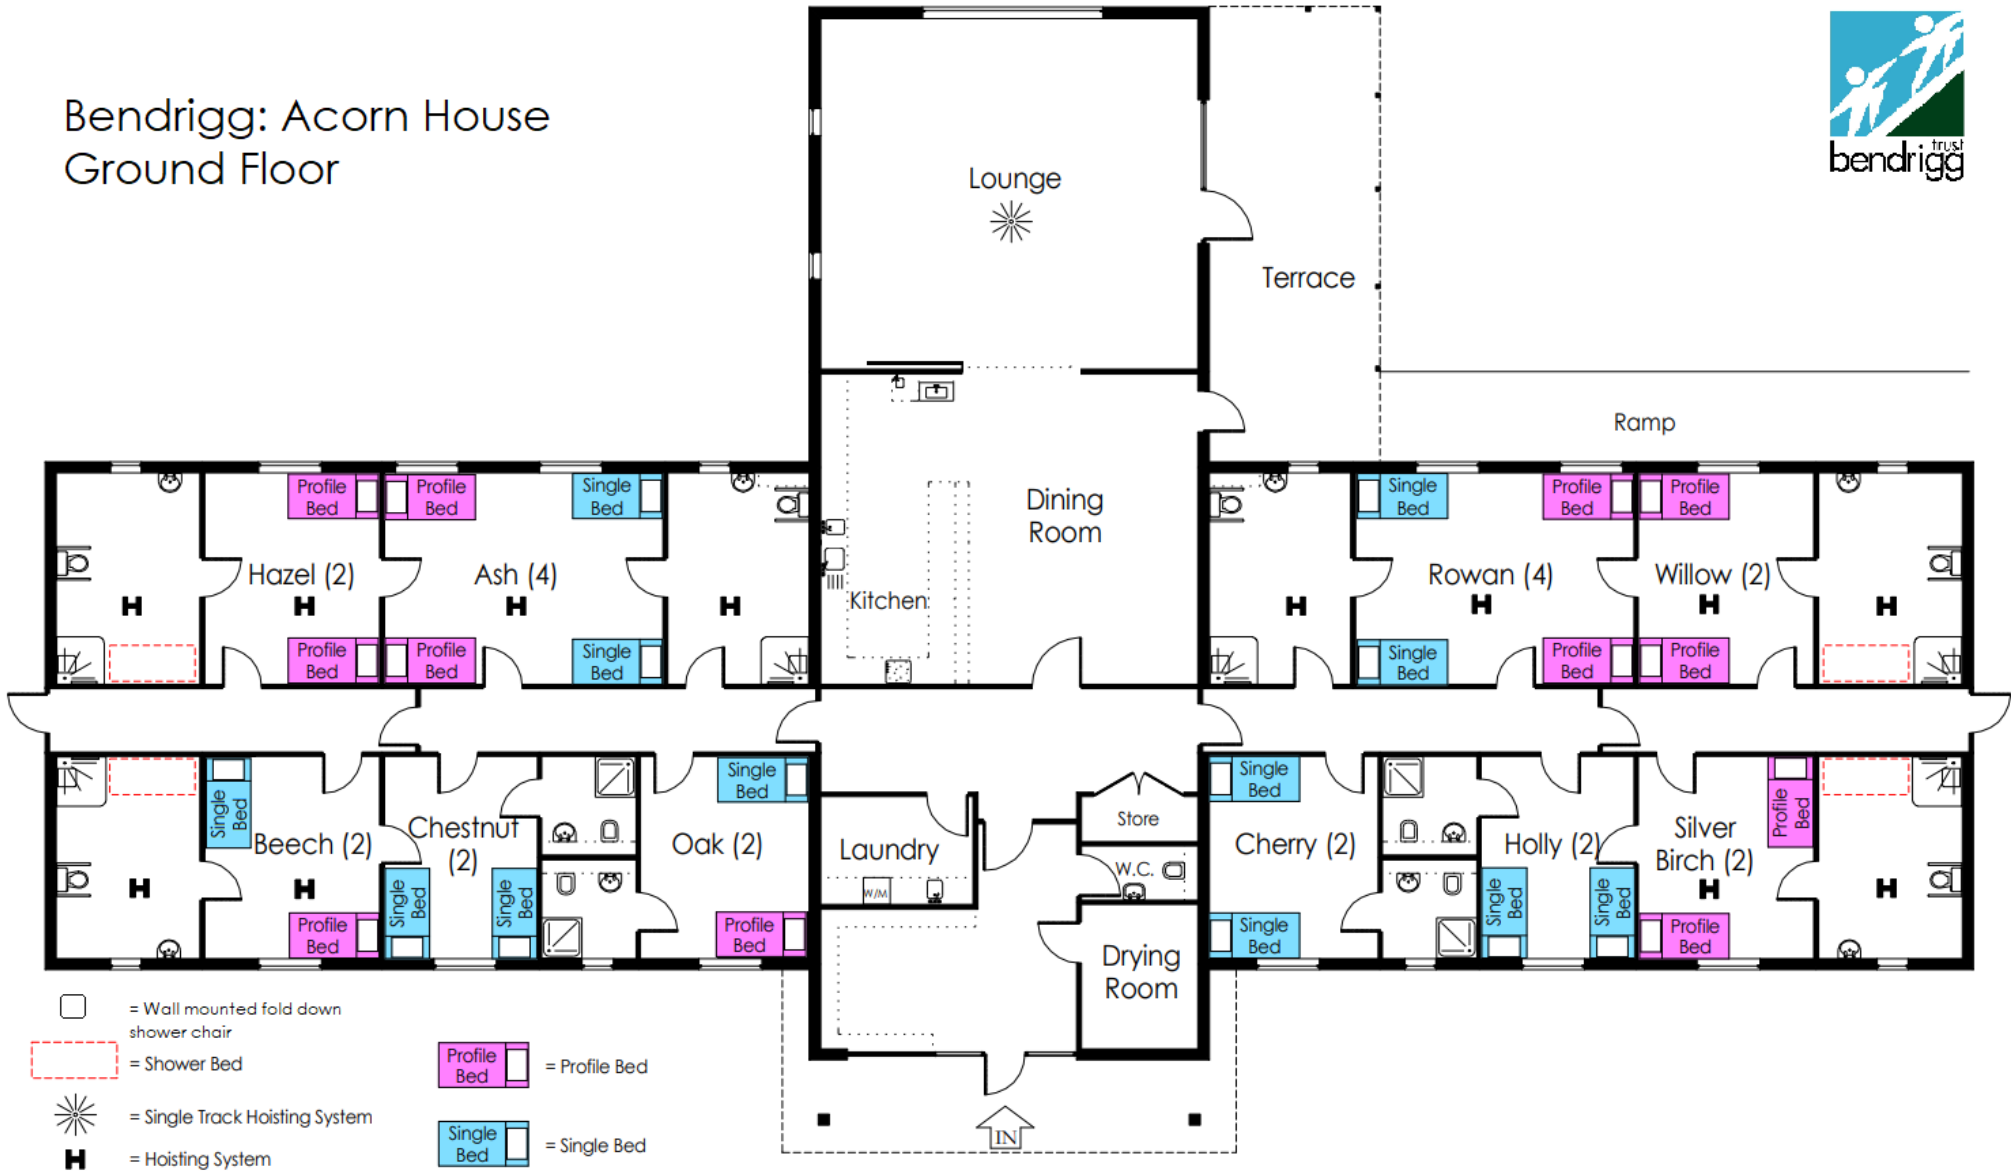 Bendrigg: Acorn House
Ground Floor
trust
bendrigg
Lounge
Terrace
Ramp
Dining
Room
Kitchen
Profile
Bed
Profile
Bed
Single
Bed
Single
Bed
Profile
Bed
Profile
Bed
Hazel (2)
Ash (4)
Rowan (4)
Willow (2)
H
H
H
H
H
H
H
H
Profile
Bed
Profile
Bed
Single
Bed
Single
Bed
Profile
Bed
Profile
Bed
Single
Bed
Beech (2)
H
H
Profile
Bed
Chestnut
(2)
Single
Bed
Single
Bed
Single
Bed
Oak (2)
Profile
Bed
Laundry
W/M
Store
W.C.
Drying
Room
Single
Bed
Cherry (2)
Single
Bed
Holly (2)
Single
Bed
Single
Bed
Profile
Bed
Silver
Birch (2)
H
H
Profile
Bed
IN
= Wall mounted fold down
shower chair
= Shower Bed
= Single Track Hoisting System
H = Hoisting System
Profile
Bed
= Profile Bed
Single
Bed
= Single Bed